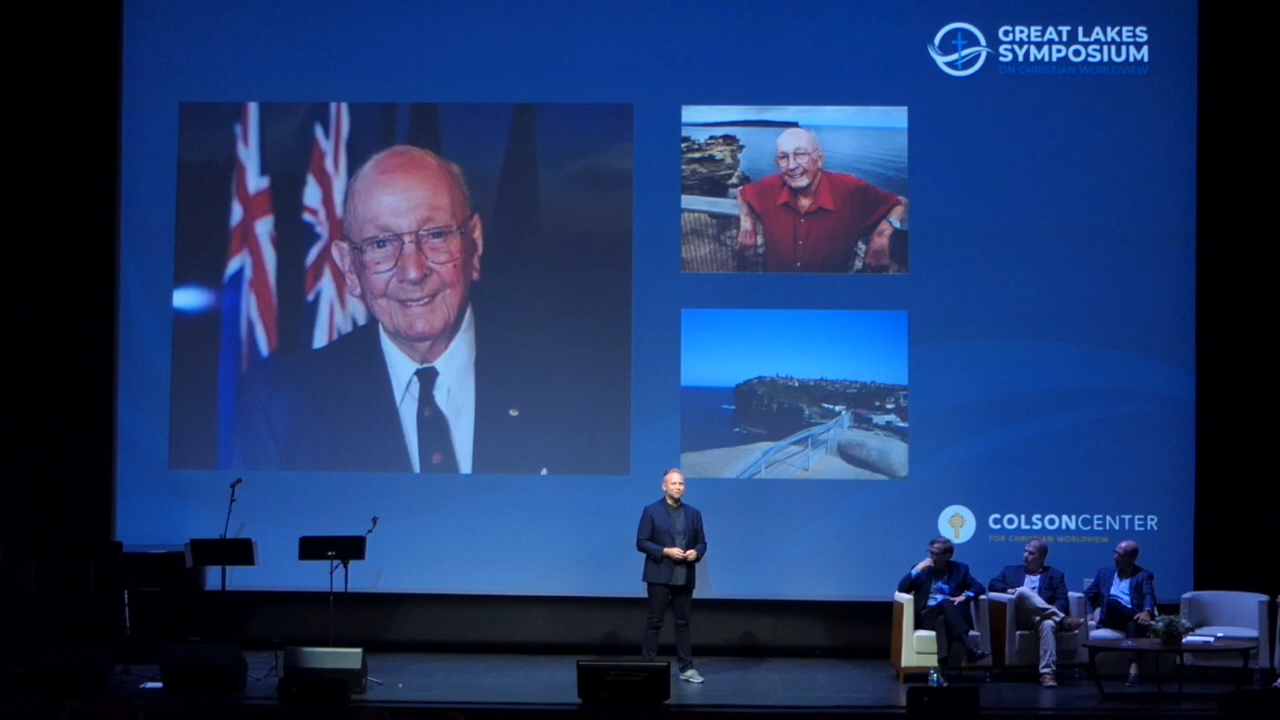 GREAT LAKES
SYMPOSIUM
ON CHRISTIAN WORLDVIEW
COLSONCENTER
FOR CHRISTIAN WORLDVIEW